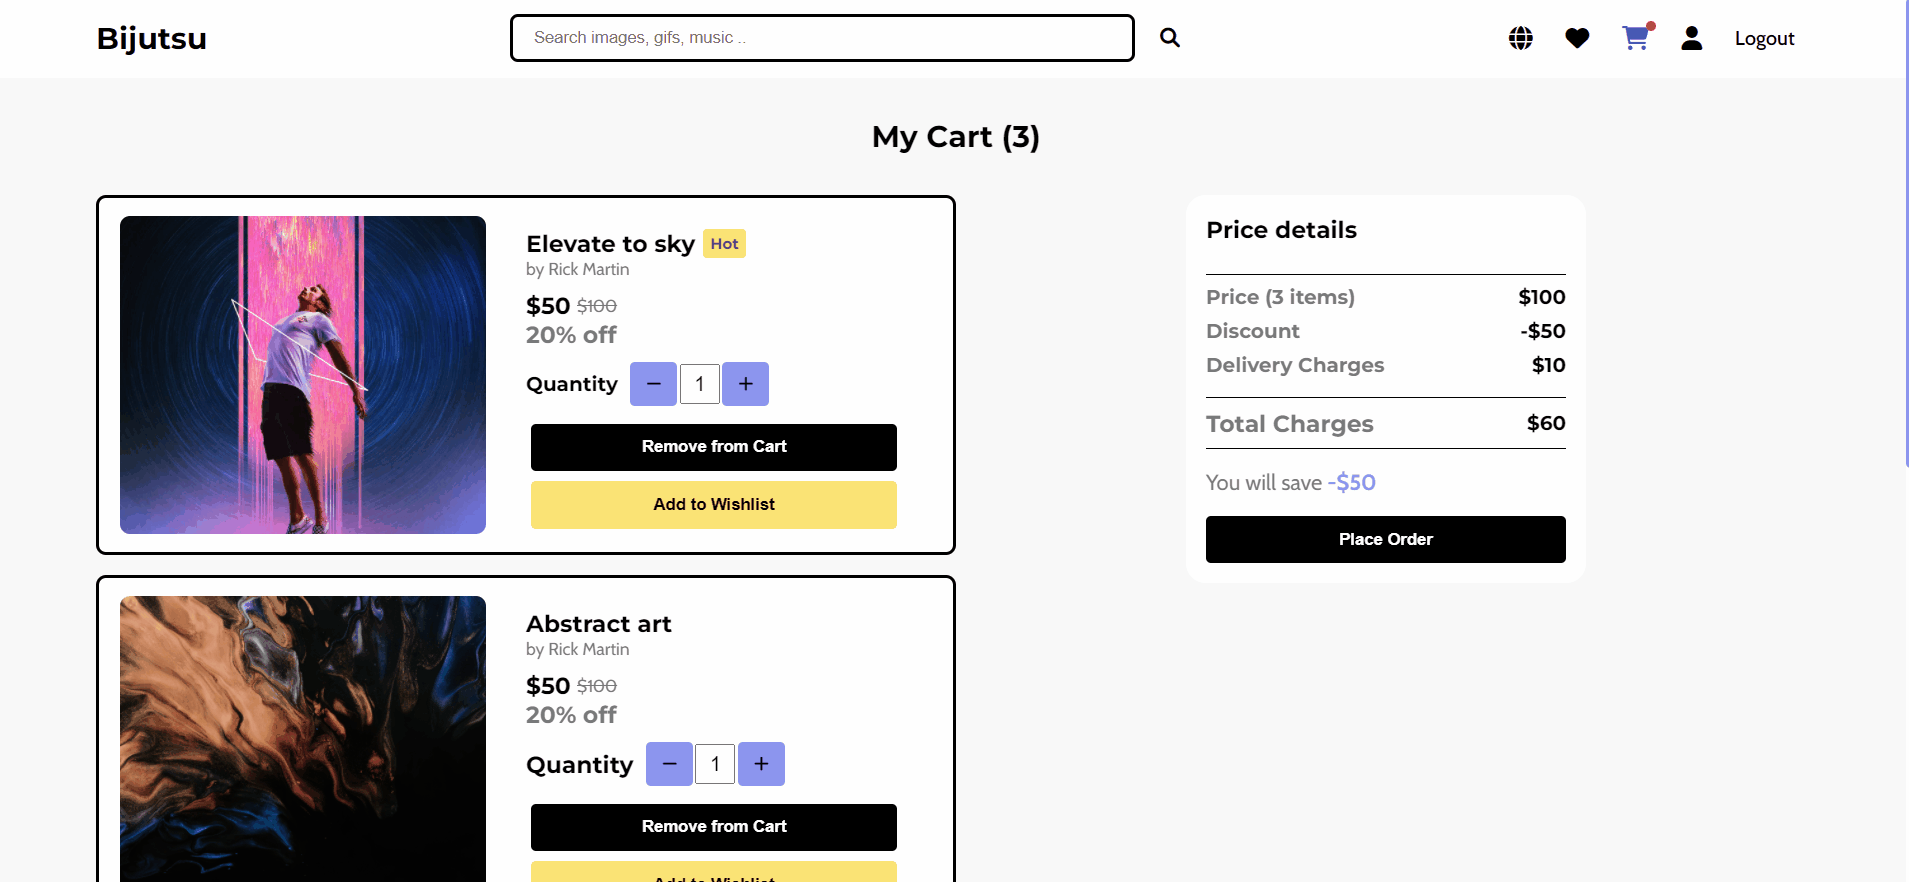 Bijutsu
Search images, gifs, music ..
Logout
My Cart (3)
Elevate to sky Hot
by Rick Martin
$50 $100
20% off
Quantity − 1 +
Remove from Cart
Add to Wishlist
Abstract art
by Rick Martin
$50 $100
20% off
Quantity − 1 +
Remove from Cart
Add to Wishlist
Price details
Price (3 items) $100
Discount -$50
Delivery Charges $10
Total Charges $60
You will save -$50
Place Order